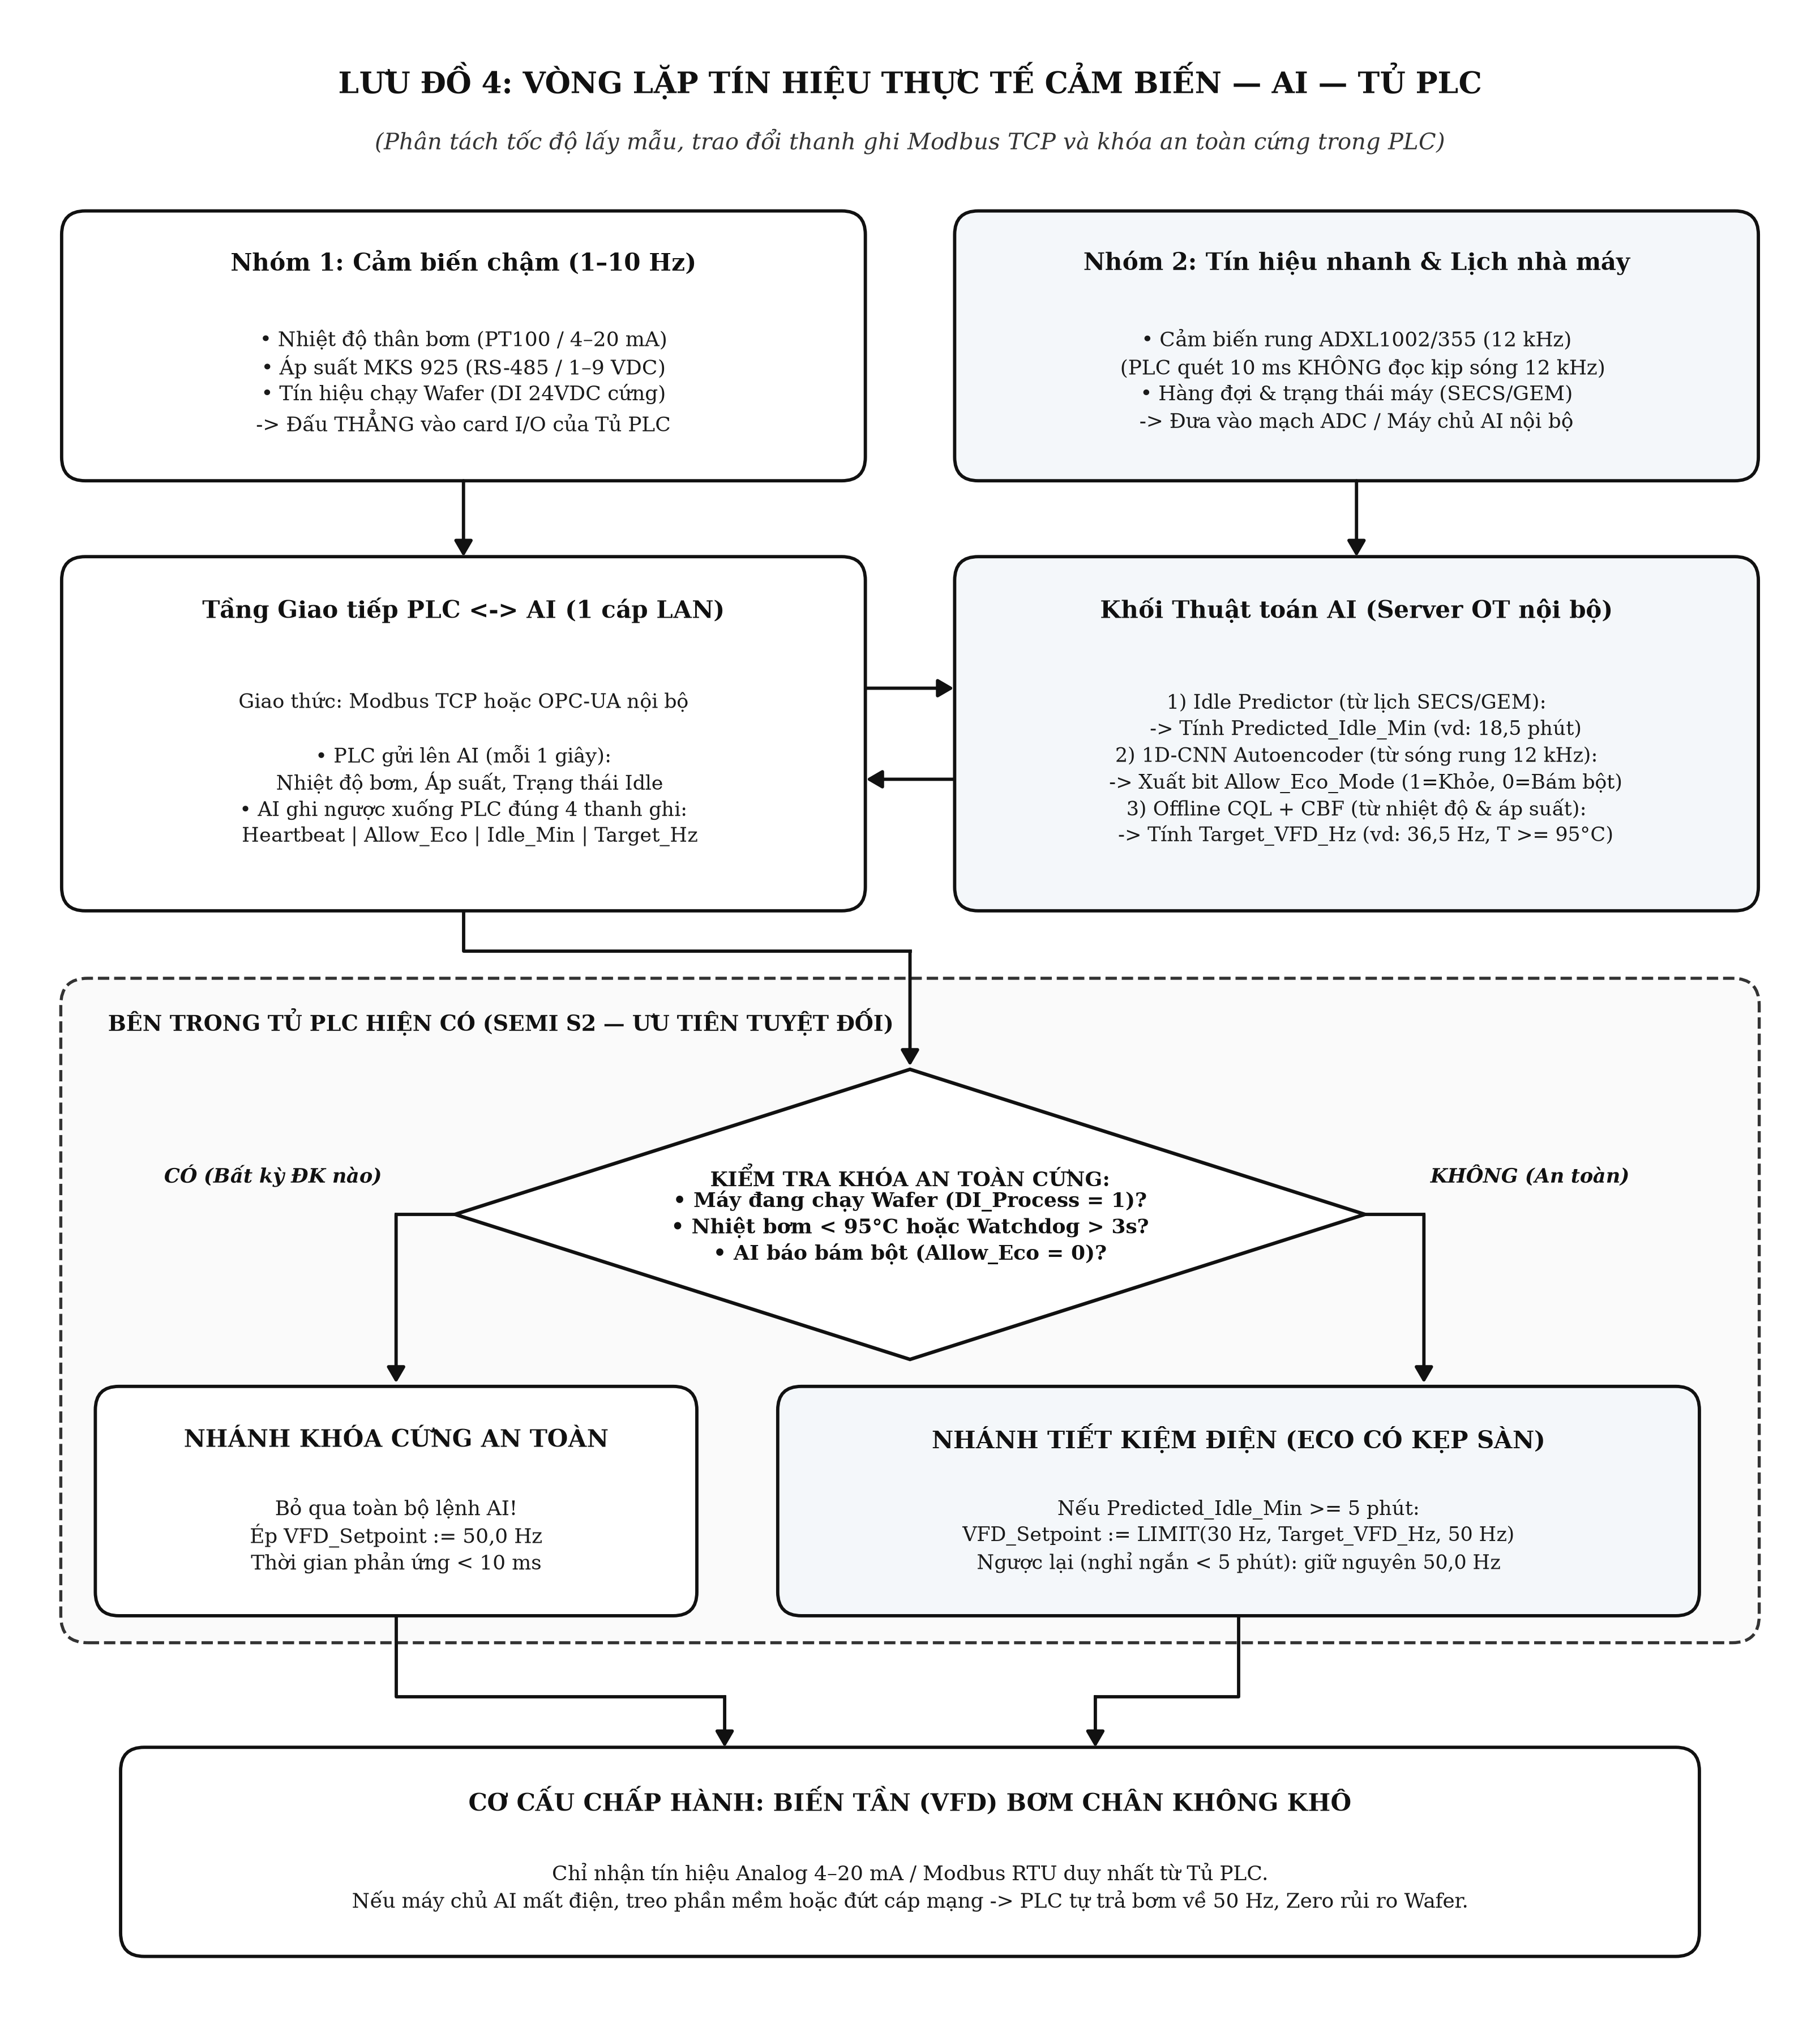 LƯU ĐỒ 4: VÒNG LẶP TÍN HIỆU THỰC TẾ CẢM BIẾN — AI — TỦ PLC
(Phân tách tốc độ lấy mẫu, trao đổi thanh ghi Modbus TCP và khóa an toàn cứng trong PLC)
Nhóm 1: Cảm biến chậm (1–10 Hz)
• Nhiệt độ thân bơm (PT100 / 4–20 mA)
• Áp suất MKS 925 (RS-485 / 1–9 VDC)
• Tín hiệu chạy Wafer (DI 24VDC cứng)
-> Đấu THẲNG vào card I/O của Tủ PLC
Nhóm 2: Tín hiệu nhanh & Lịch nhà máy
• Cảm biến rung ADXL1002/355 (12 kHz)
(PLC quét 10 ms KHÔNG đọc kịp sóng 12 kHz)
• Hàng đợi & trạng thái máy (SECS/GEM)
-> Đưa vào mạch ADC / Máy chủ AI nội bộ
Tầng Giao tiếp PLC <-> AI (1 cáp LAN)
Giao thức: Modbus TCP hoặc OPC-UA nội bộ
• PLC gửi lên AI (mỗi 1 giây):
Nhiệt độ bơm, Áp suất, Trạng thái Idle
• AI ghi ngược xuống PLC đúng 4 thanh ghi:
Heartbeat | Allow_Eco | Idle_Min | Target_Hz
Khối Thuật toán AI (Server OT nội bộ)
1) Idle Predictor (từ lịch SECS/GEM):
-> Tính Predicted_Idle_Min (vd: 18,5 phút)
2) 1D-CNN Autoencoder (từ sóng rung 12 kHz):
-> Xuất bit Allow_Eco_Mode (1=Khỏe, 0=Bám bột)
3) Offline CQL + CBF (từ nhiệt độ & áp suất):
-> Tính Target_VFD_Hz (vd: 36,5 Hz, T >= 95°C)
BÊN TRONG TỦ PLC HIỆN CÓ (SEMI S2 — ƯU TIÊN TUYỆT ĐỐI)
CÓ (Bất kỳ ĐK nào)
KHÔNG (An toàn)
KIỂM TRA KHÓA AN TOÀN CỨNG:
• Máy đang chạy Wafer (DI_Process = 1)?
• Nhiệt bơm < 95°C hoặc Watchdog > 3s?
• AI báo bám bột (Allow_Eco = 0)?
NHÁNH KHÓA CỨNG AN TOÀN
Bỏ qua toàn bộ lệnh AI!
Ép VFD_Setpoint := 50,0 Hz
Thời gian phản ứng < 10 ms
NHÁNH TIẾT KIỆM ĐIỆN (ECO CÓ KẸP SÀN)
Nếu Predicted_Idle_Min >= 5 phút:
VFD_Setpoint := LIMIT(30 Hz, Target_VFD_Hz, 50 Hz)
Ngược lại (nghỉ ngắn < 5 phút): giữ nguyên 50,0 Hz
CƠ CẤU CHẤP HÀNH: BIẾN TẦN (VFD) BƠM CHÂN KHÔNG KHÔ
Chỉ nhận tín hiệu Analog 4–20 mA / Modbus RTU duy nhất từ Tủ PLC.
Nếu máy chủ AI mất điện, treo phần mềm hoặc đứt cáp mạng -> PLC tự trả bơm về 50 Hz, Zero rủi ro Wafer.